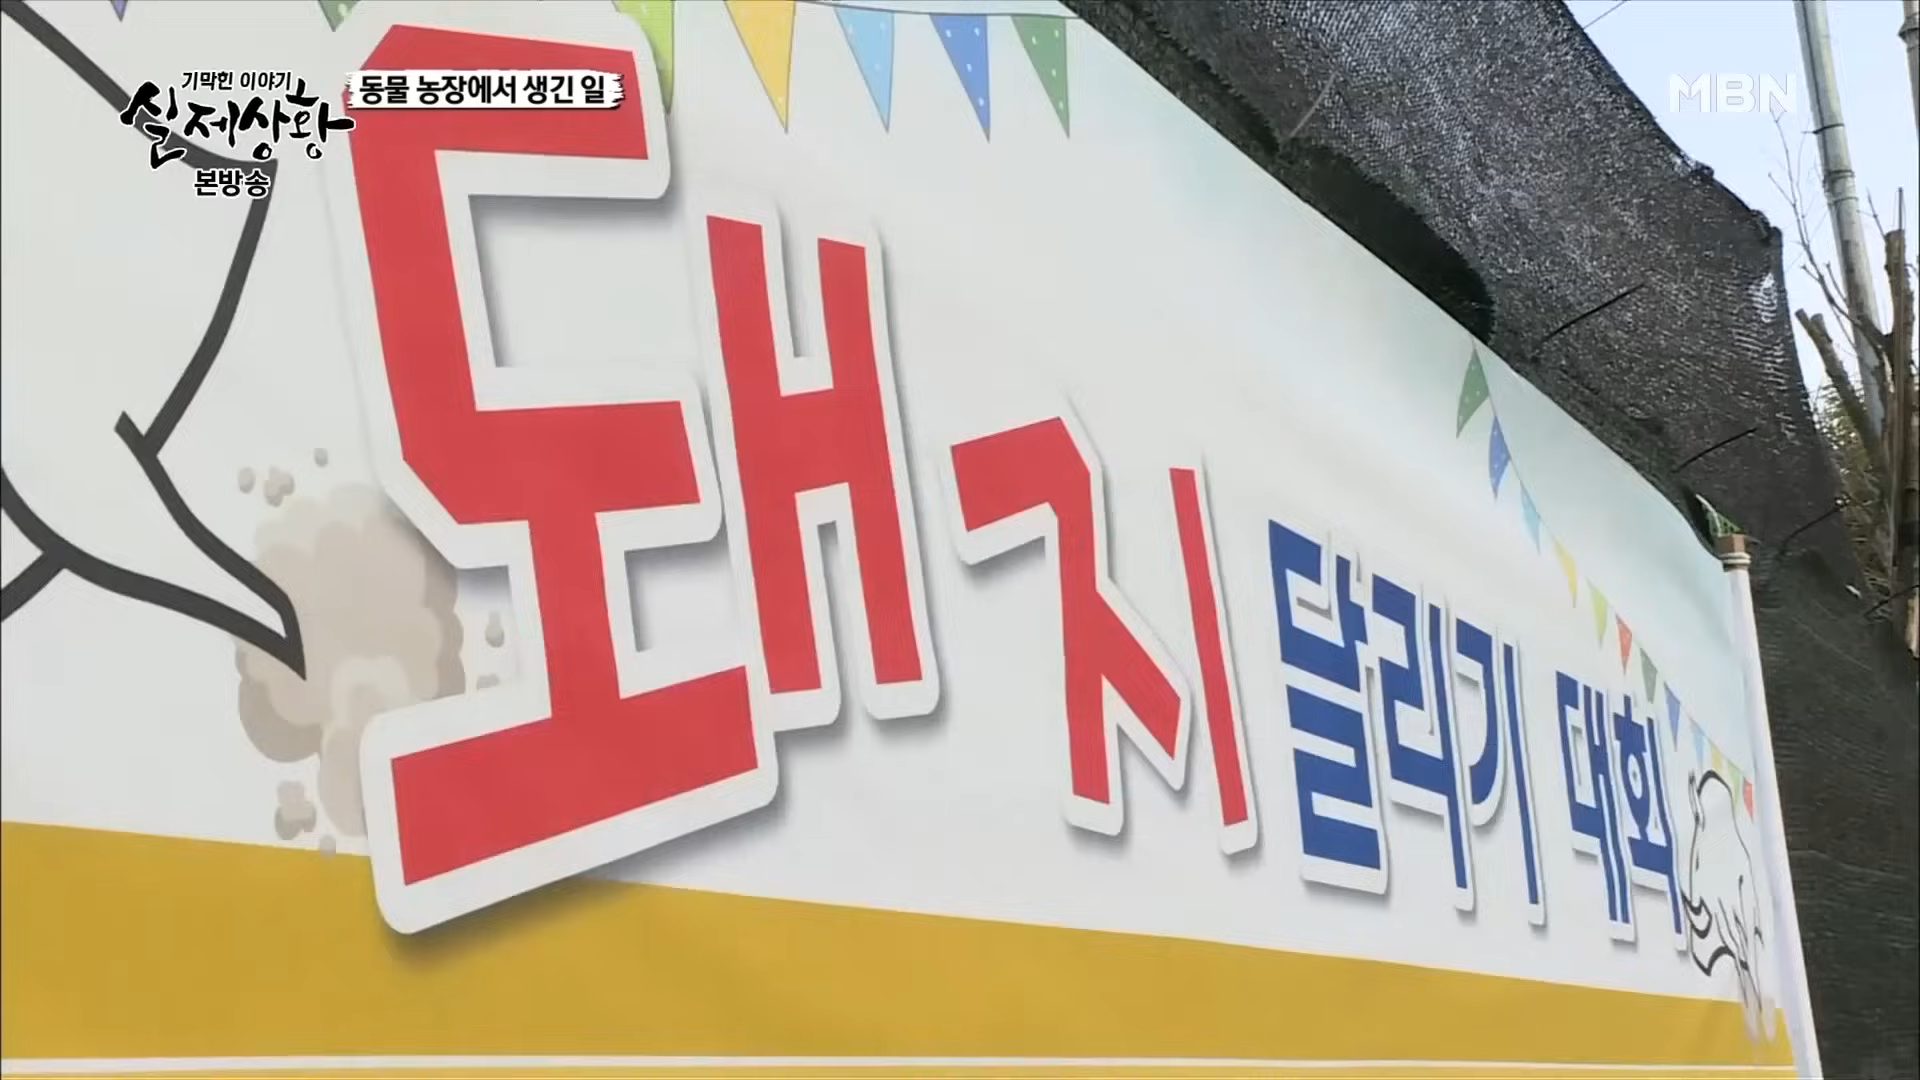 기막힌 이야기
실제상황
본방송
동물 농장에서 생긴 일
MBN
돼지 달리기 대회